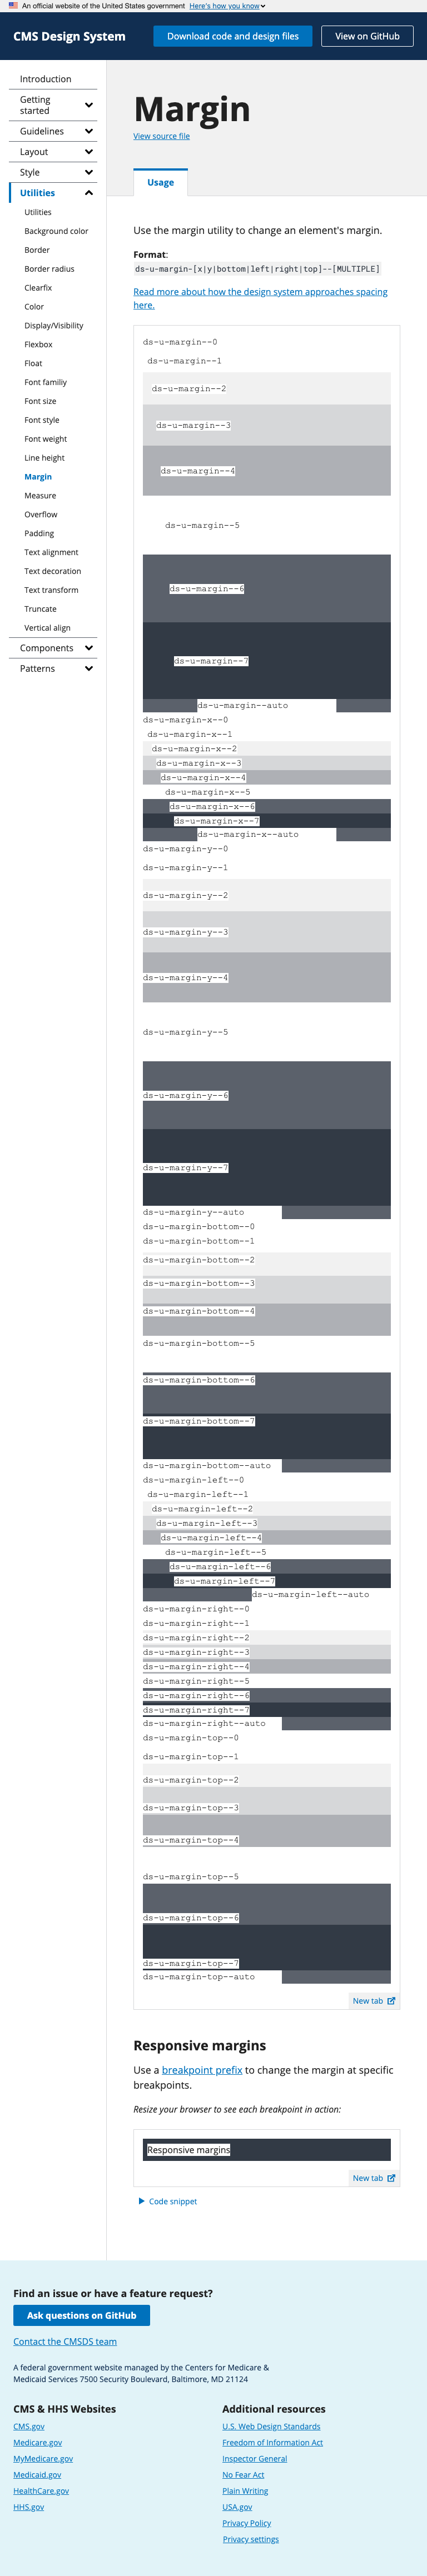 An official website of the United States government Here's how you know
CMS Design System
Download code and design files
View on GitHub
Introduction
Getting
started
Guidelines
Layout
Style
Utilities
Utilities
Background color
Border
Border radius
Clearfix
Color
Display/Visibility
Flexbox
Float
Font familiy
Font size
Font style
Font weight
Line height
Margin
Measure
Overflow
Padding
Text alignment
Text decoration
Text transform
Truncate
Vertical align
Components
Patterns
Margin
View source file
Usage
Use the margin utility to change an element's margin.
Format:
ds-u-margin-[x|y|bottom|left|right|top]--[MULTIPLE]
Read more about how the design system approaches spacing
here.
ds-u-margin--0
ds-u-margin--1
ds-u-margin--2
ds-u-margin--3
ds-u-margin--4
ds-u-margin--5
ds-u-margin--6
ds-u-margin--7
ds-u-margin--auto
ds-u-margin-x--0
ds-u-margin-x--1
ds-u-margin-x--2
ds-u-margin-x--3
ds-u-margin-x--4
ds-u-margin-x--5
ds-u-margin-x--6
ds-u-margin-x--7
ds-u-margin-x--auto
ds-u-margin-y--0
ds-u-margin-y--1
ds-u-margin-y--2
ds-u-margin-y--3
ds-u-margin-y--4
ds-u-margin-y--5
ds-u-margin-y--6
ds-u-margin-y--7
ds-u-margin-y--auto
ds-u-margin-bottom--0
ds-u-margin-bottom--1
ds-u-margin-bottom--2
ds-u-margin-bottom--3
ds-u-margin-bottom--4
ds-u-margin-bottom--5
ds-u-margin-bottom--6
ds-u-margin-bottom--7
ds-u-margin-bottom--auto
ds-u-margin-left--0
ds-u-margin-left--1
ds-u-margin-left--2
ds-u-margin-left--3
ds-u-margin-left--4
ds-u-margin-left--5
ds-u-margin-left--6
ds-u-margin-left--7
ds-u-margin-left--auto
ds-u-margin-right--0
ds-u-margin-right--1
ds-u-margin-right--2
ds-u-margin-right--3
ds-u-margin-right--4
ds-u-margin-right--5
ds-u-margin-right--6
ds-u-margin-right--7
ds-u-margin-right--auto
ds-u-margin-top--0
ds-u-margin-top--1
ds-u-margin-top--2
ds-u-margin-top--3
ds-u-margin-top--4
ds-u-margin-top--5
ds-u-margin-top--6
ds-u-margin-top--7
ds-u-margin-top--auto
New tab
Responsive margins
Use a breakpoint prefix to change the margin at specific
breakpoints.
Resize your browser to see each breakpoint in action:
Responsive margins
New tab
Code snippet
Find an issue or have a feature request?
Ask questions on GitHub
Contact the CMSDS team
A federal government website managed by the Centers for Medicare &
Medicaid Services 7500 Security Boulevard, Baltimore, MD 21124
CMS & HHS Websites
CMS.gov
Medicare.gov
MyMedicare.gov
Medicaid.gov
HealthCare.gov
HHS.gov
Additional resources
U.S. Web Design Standards
Freedom of Information Act
Inspector General
No Fear Act
Plain Writing
USA.gov
Privacy Policy
Privacy settings